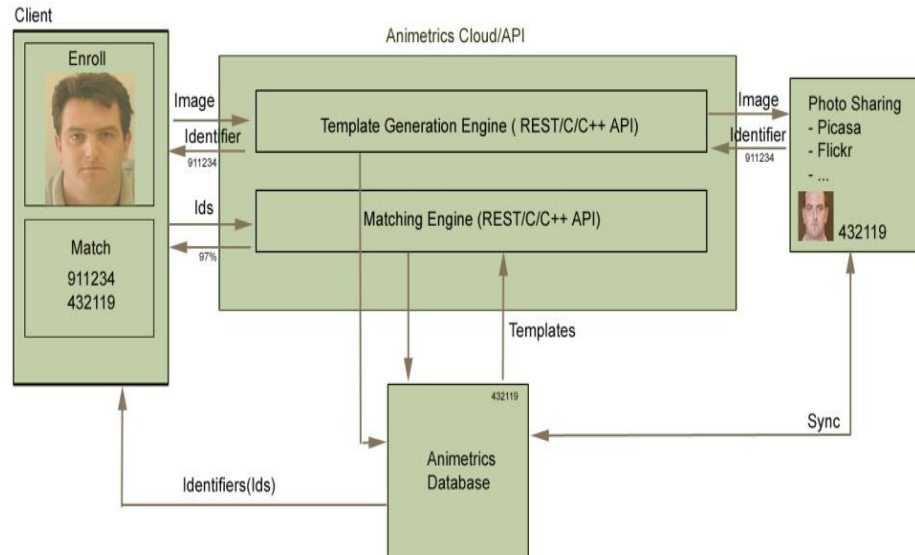 Client
Enroll
Animetrics Cloud/API
Image
Identifier
911234
Template Generation Engine ( REST/C/C++ API)
Image
Identifier
911234
Photo Sharing
- Picasa
- Flickr
- ...
432119
Ids
97%
Matching Engine (REST/C/C++ API)
Match
911234
432119
Templates
432119
Animetrics
Database
Sync
Identifiers(Ids)